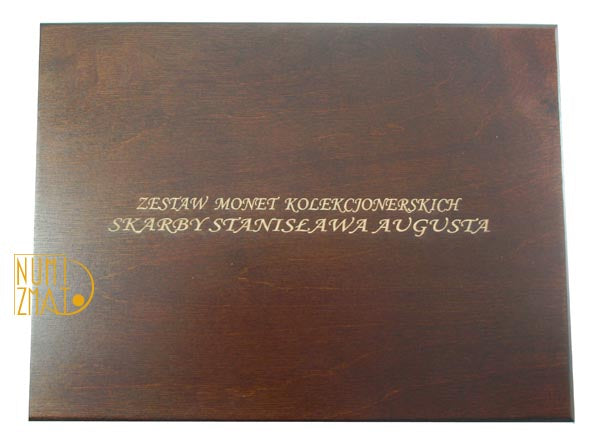 ZESTAW MONET KOLEKCJONERSKICH
SKARBY STANISŁAWA AUGUSTA
NUMI
ZMAT